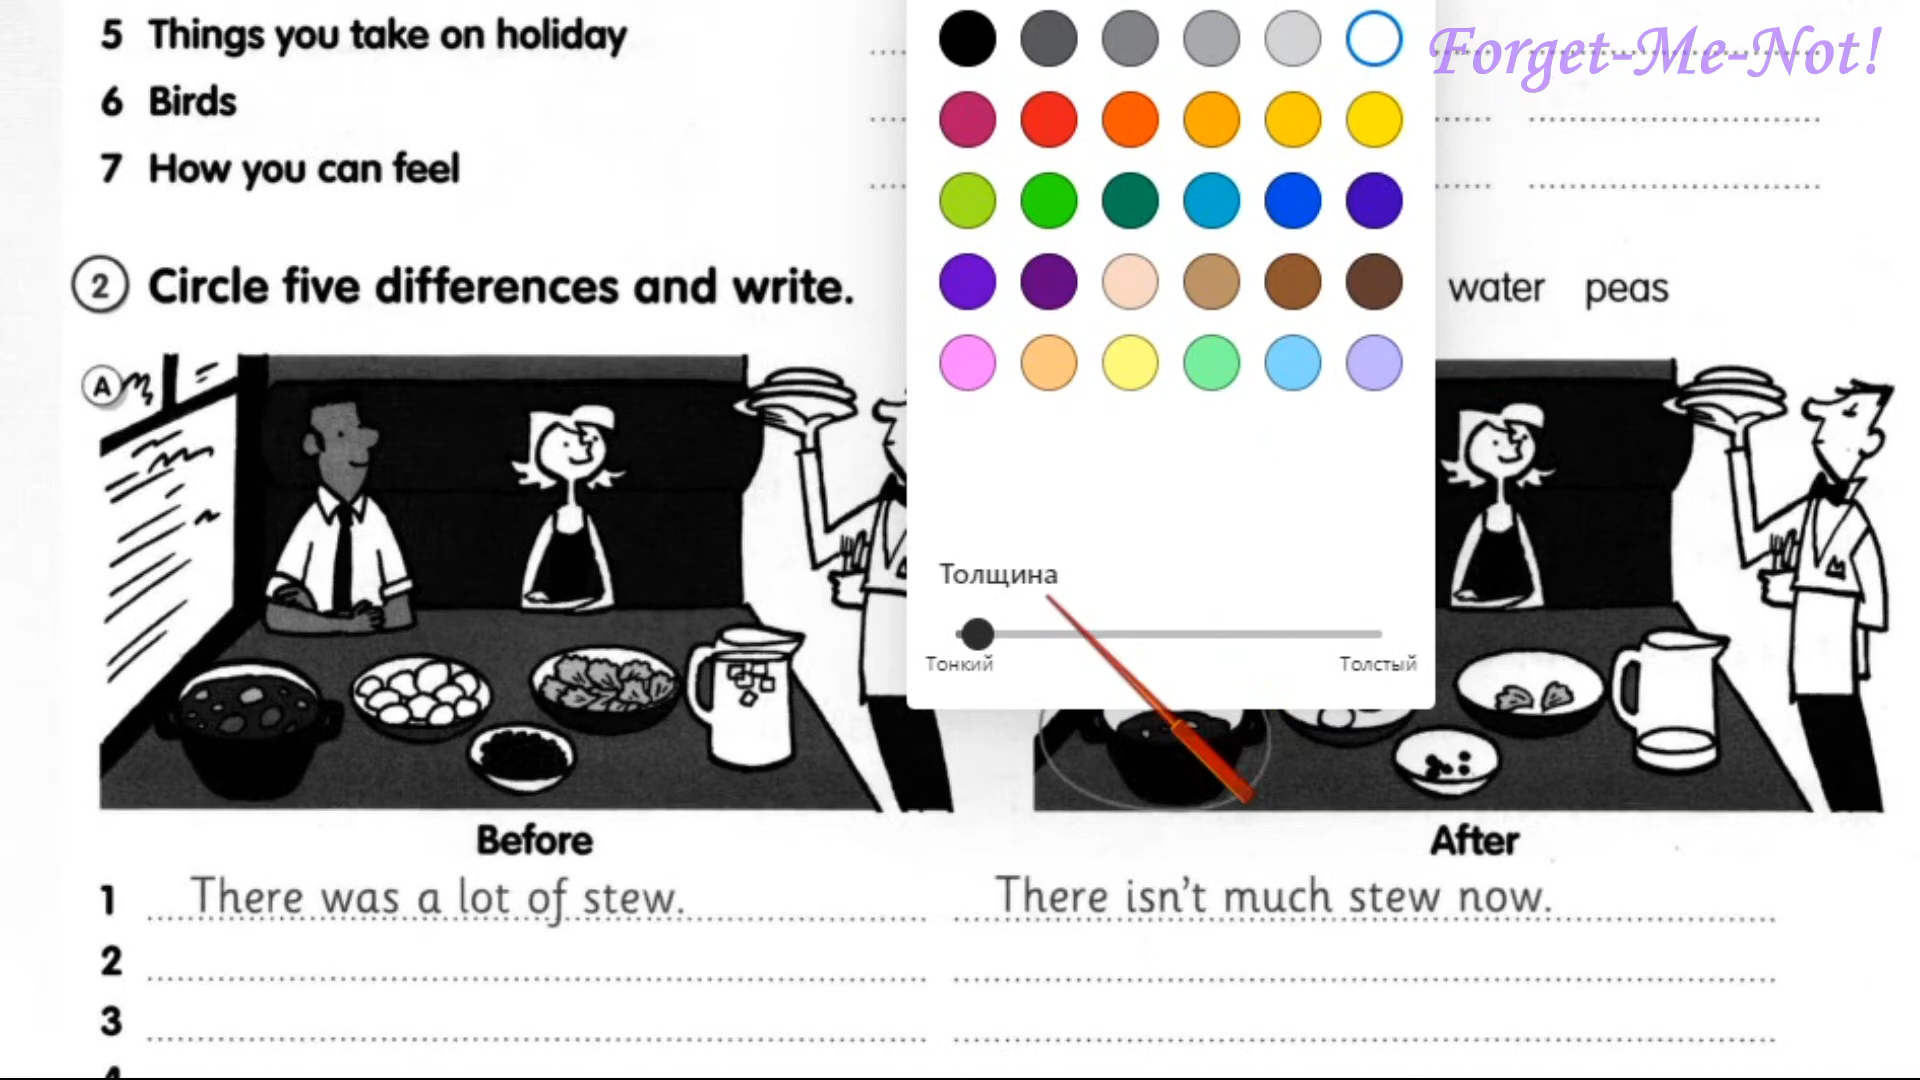 Forget-Me-Not!
5 Things you take on holiday
6 Birds
7 How you can feel
2 Circle five differences and write.
water peas
A
Толщина
Тонкий Толстый
Before After
1 There was a lot of stew. There isn't much stew now.
2
3